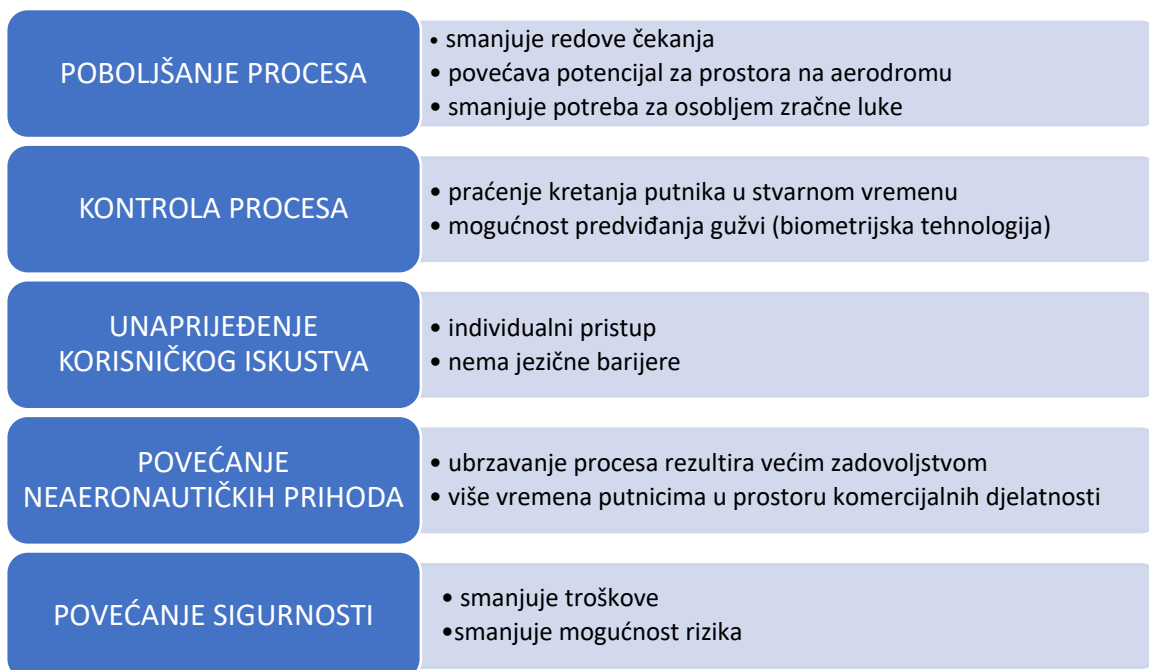 POBOLJŠANJE PROCESA
• smanjuje redove čekanja
• povećava potencijal za prostora na aerodromu
• smanjuje potreba za osobljem zračne luke
KONTROLA PROCESA
• praćenje kretanja putnika u stvarnom vremenu
• mogućnost predviđanja gužvi (biometrijska tehnologija)
UNAPRIJEĐENJE
KORISNIČKOG ISKUSTVA
• individualni pristup
• nema jezične barijere
POVEĆANJE
NEAERONAUTIČKIH PRIHODA
• ubrzavanje procesa rezultira većim zadovoljstvom
• više vremena putnicima u prostoru komercijalnih djelatnosti
POVEĆANJE SIGURNOSTI
• smanjuje troškove
•smanjuje mogućnost rizika